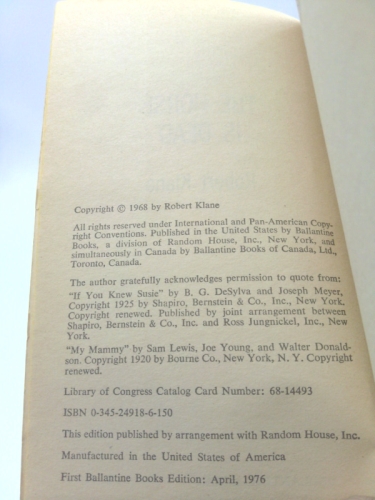 Copyright © 1968 by Robert Klane
All rights reserved under International and Pan-American Copy-
right Conventions. Published in the United States by Ballantine
Books, a division of Random House, Inc., New York, and
simultaneously in Canada by Ballantine Books of Canada, Ltd.,
Toronto, Canada.
The author gratefully acknowledges permission to quote from:
"If You Knew Susie" by B. G. DeSylva and Joseph Meyer,
Copyright 1925 by Shapiro, Bernstein & Co., Inc., New York.
Copyright renewed. Published by joint arrangement between
Shapiro, Bernstein & Co. Inc. and Ross Jungnickel, Inc., New
York.
"My Mammy" by Sam Lewis, Joe Young, and Walter Donald-
son. Copyright 1920 by Bourne Co., New York, N. Y. Copyright
renewed.
Library of Congress Catalog Card Number: 68-14493
ISBN 0-345-24918-6-150
This edition published by arrangement with Random House, Inc.
Manufactured in the United States of America
First Ballantine Books Edition: April, 1976